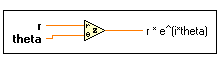 r
theta
r
θ
z
r * e^(i*theta)